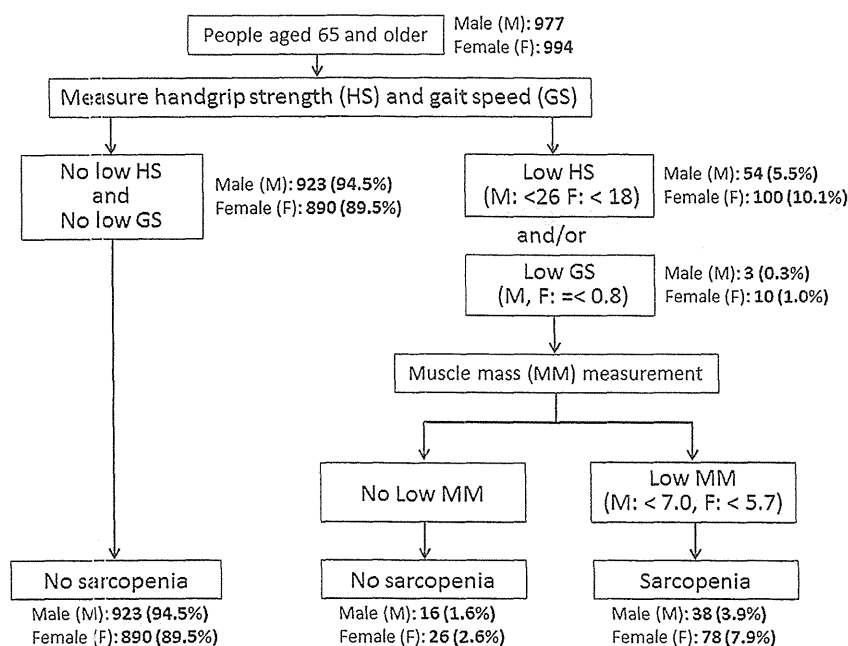 People aged 65 and older
Male (M): 977
Female (F): 994
Measure handgrip strength (HS) and gait speed (GS)
No low HS
and
No low GS
Male (M): 923 (94.5%)
Female (F): 890 (89.5%)
Low HS
(M: <26 F: < 18)
Male (M): 54 (5.5%)
Female (F): 100 (10.1%)
and/or
Low GS
(M, F: =< 0.8)
Male (M): 3 (0.3%)
Female (F): 10 (1.0%)
Muscle mass (MM) measurement
No Low MM
Low MM
(M: < 7.0, F: < 5.7)
No sarcopenia
Male (M): 923 (94.5%)
Female (F): 890 (89.5%)
No sarcopenia
Male (M): 16 (1.6%)
Female (F): 26 (2.6%)
Sarcopenia
Male (M): 38 (3.9%)
Female (F): 78 (7.9%)